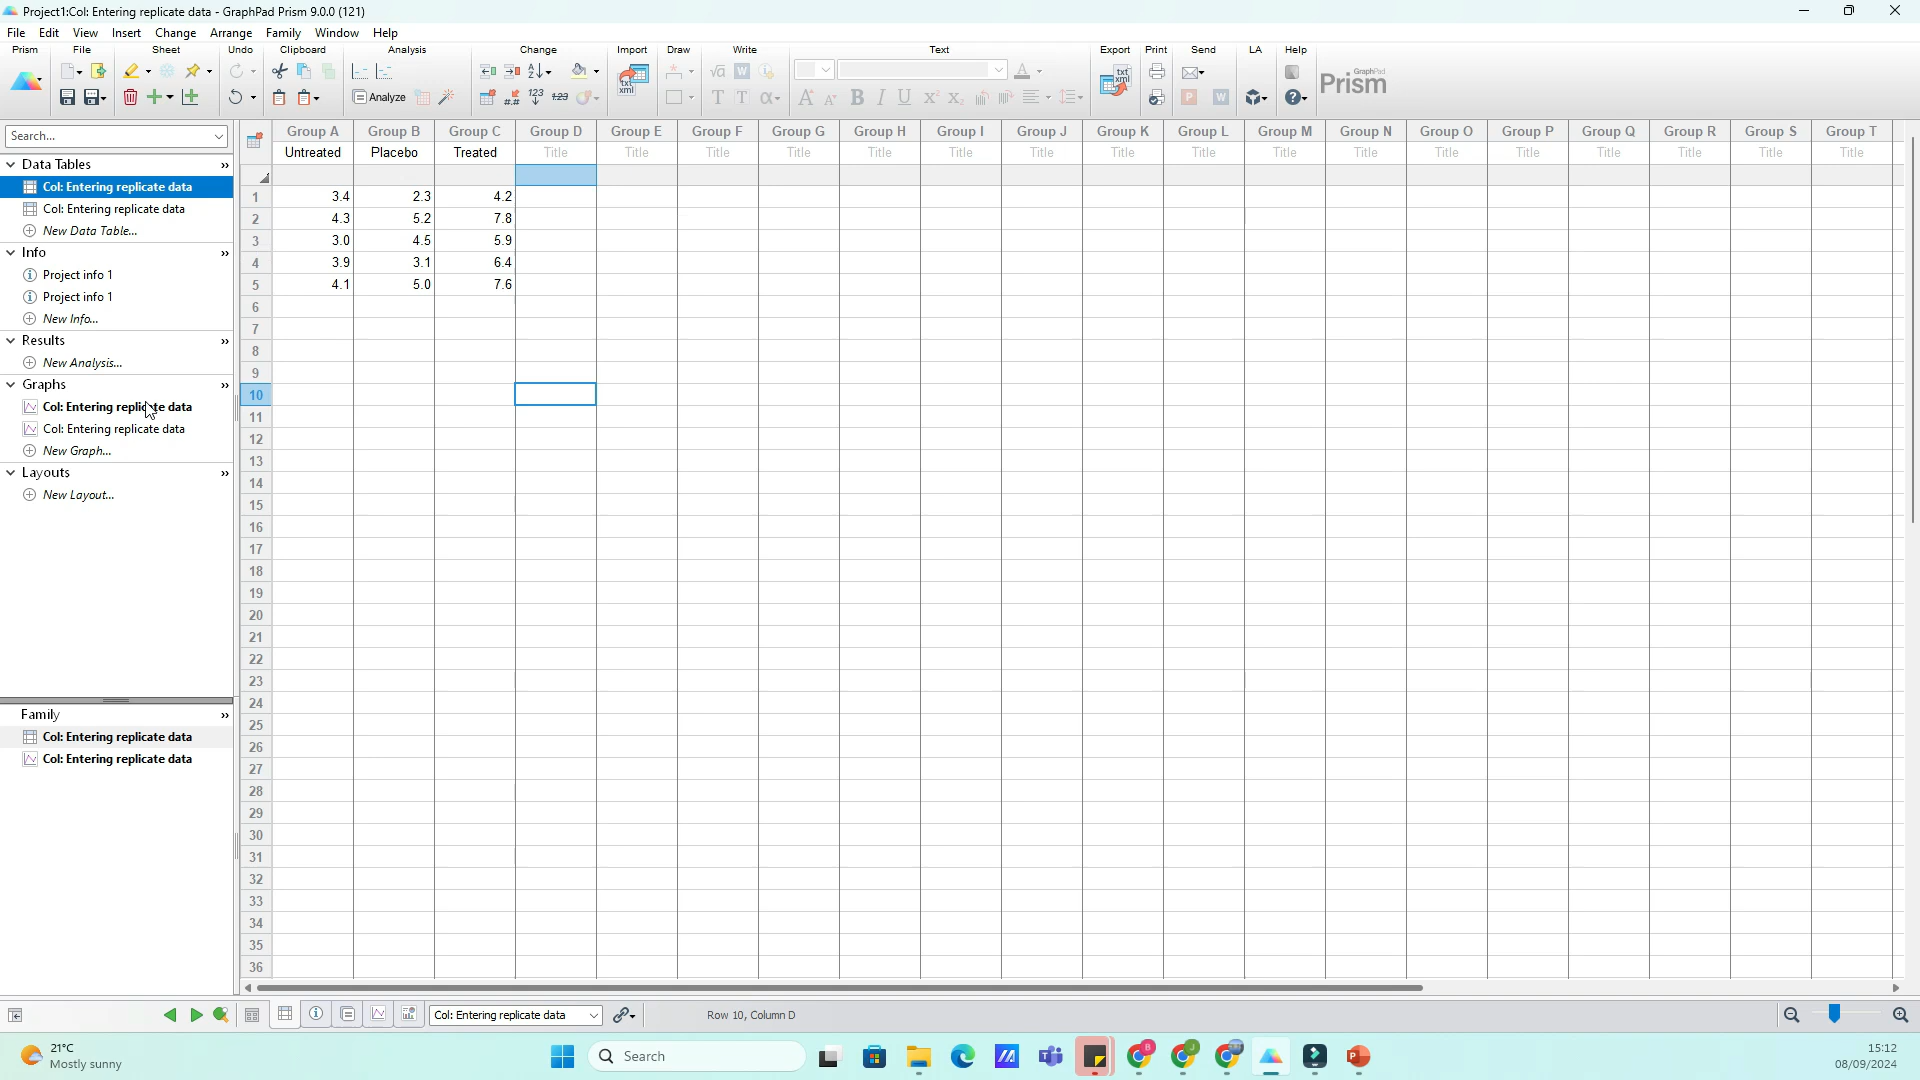 Project1:Col: Entering replicate data - GraphPad Prism 9.0.0 (121)
File Edit View Insert Change Arrange Family Window Help
Prism File Sheet Undo Clipboard Analysis Change Import Draw Write Text Export Print Send LA Help
Analyze
GraphPad Prism
Search...
Data Tables
Col: Entering replicate data
Col: Entering replicate data
New Data Table...
Info
Project info 1
Project info 1
New Info...
Results
New Analysis...
Graphs
Col: Entering replicate data
Col: Entering replicate data
New Graph...
Layouts
New Layout...
Family
Col: Entering replicate data
Col: Entering replicate data
Group A Group B Group C Group D Group E Group F Group G Group H Group I Group J Group K Group L Group M Group N Group O Group P Group Q Group R Group S Group T
Untreated Placebo Treated Title Title Title Title Title Title Title Title Title Title Title Title Title Title Title Title Title
1 3.4 2.3 4.2
2 4.3 5.2 7.8
3 3.0 4.5 5.9
4 3.9 3.1 6.4
5 4.1 5.0 7.6
6
7
8
9
10
11
12
13
14
15
16
17
18
19
20
21
22
23
24
25
26
27
28
29
30
31
32
33
34
35
36
Col: Entering replicate data
Row 10, Column D
21°C
Mostly sunny
Search
15:12
08/09/2024